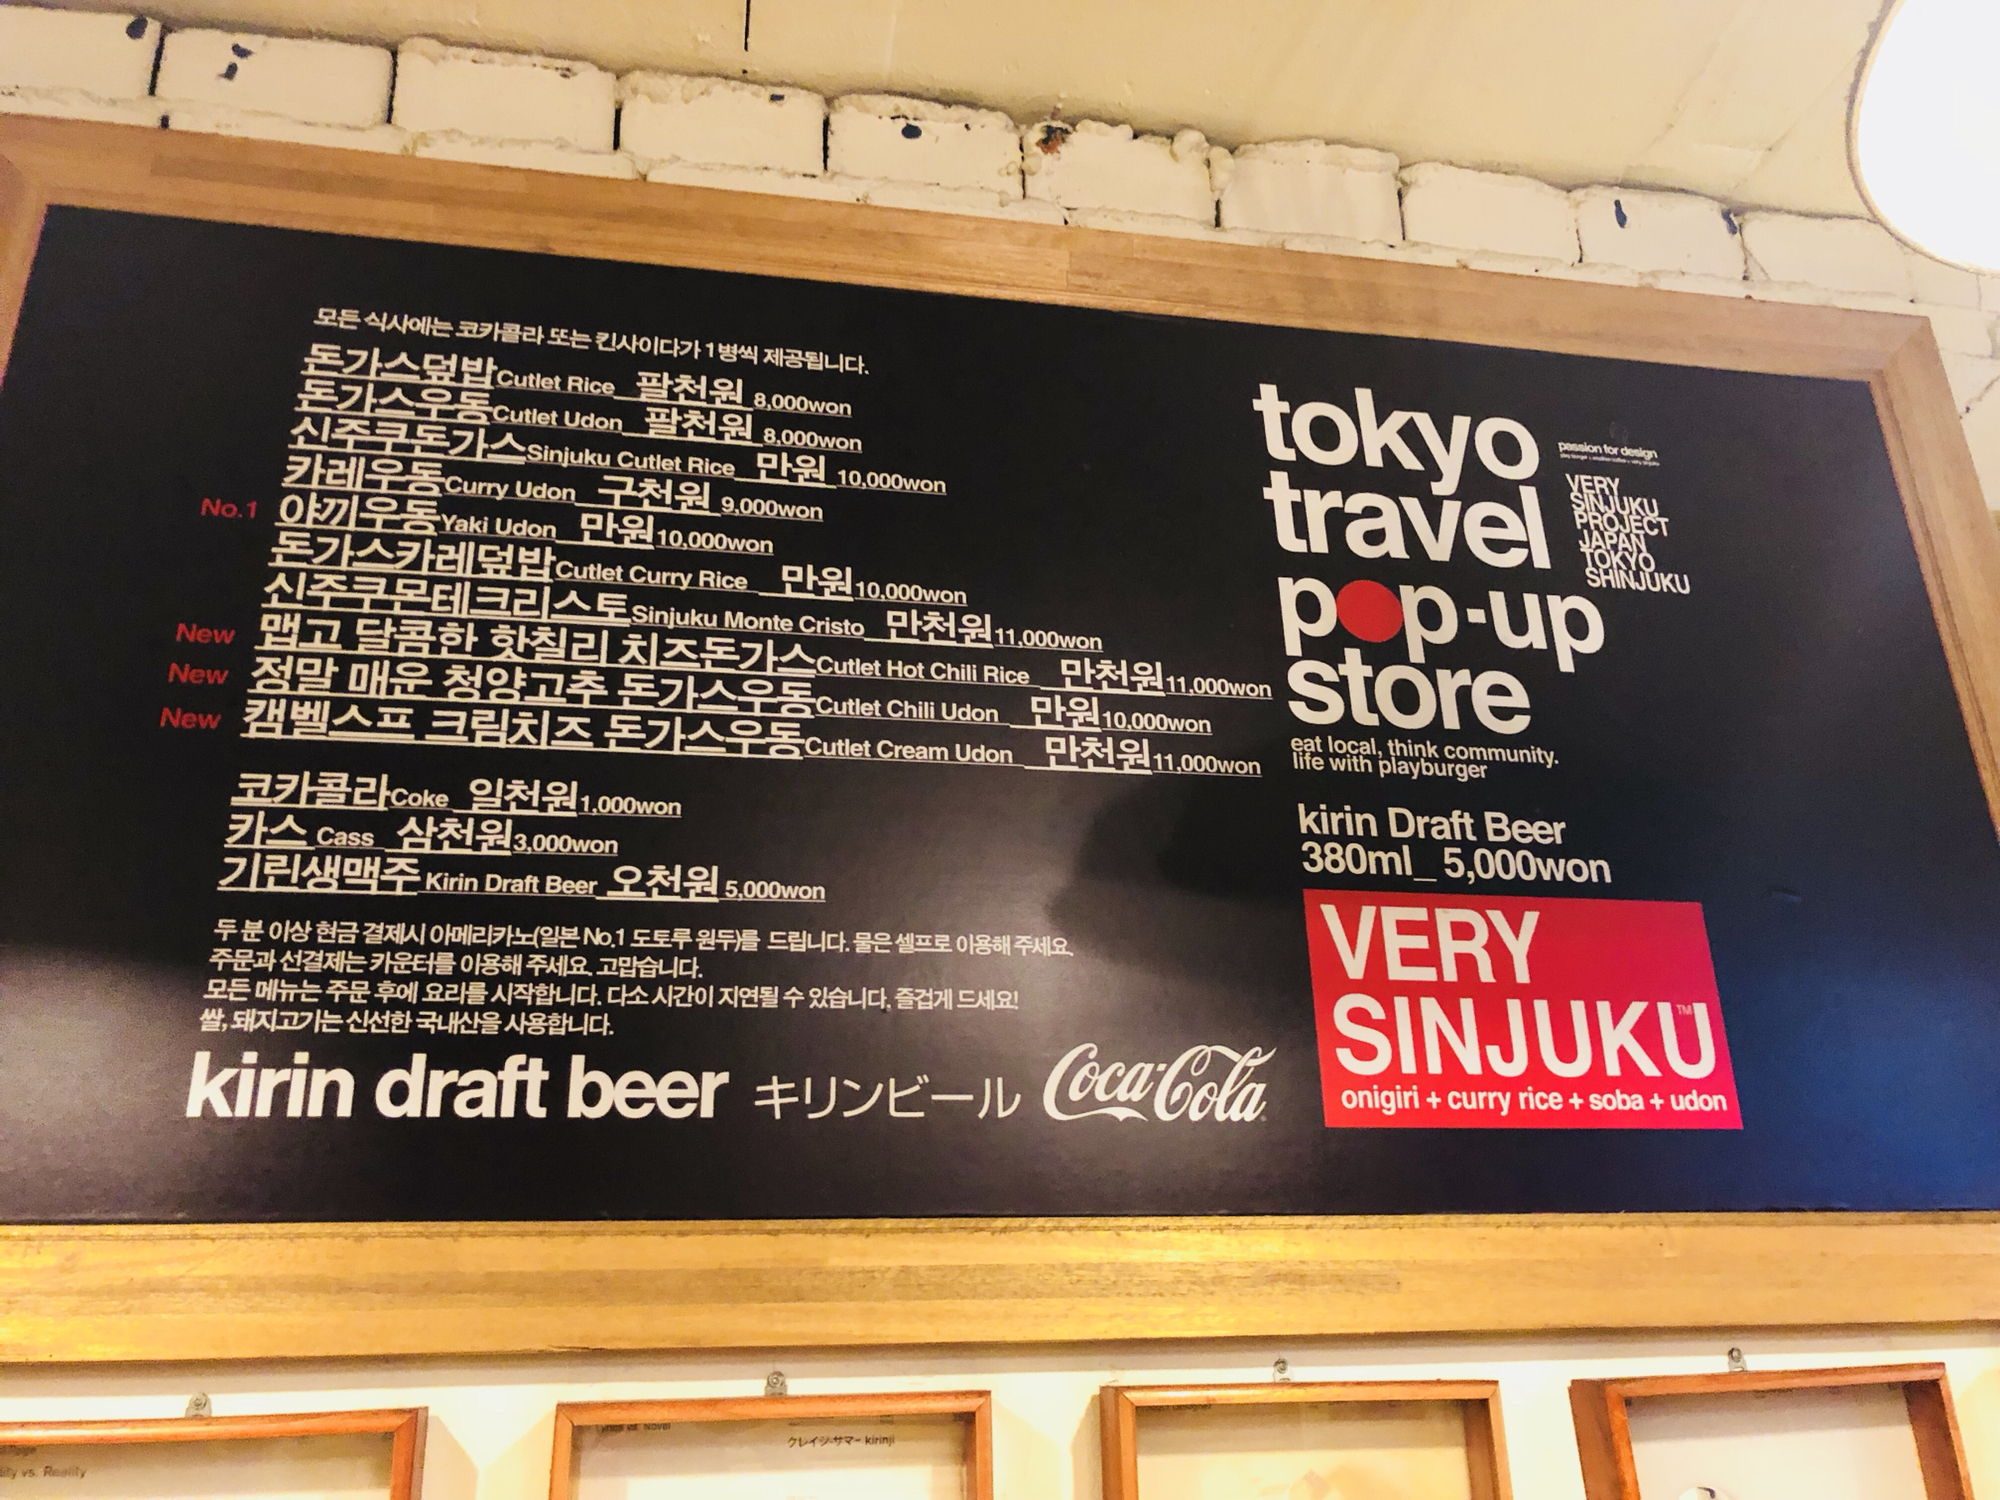 모든 식사에는 코카콜라 또는 킨사이다가 1병씩 제공됩니다.
돈가스덮밥Cutlet Rice_ 팔천원 8,000won
돈가스우동Cutlet Udon_ 팔천원 8,000won
신주쿠돈가스Sinjuku Cutlet Rice_ 만원 10,000won
카레우동Curry Udon_ 구천원 9,000won
No.1 야끼우동Yaki Udon_ 만원10,000won
돈가스카레덮밥Cutlet Curry Rice_ 만원10,000won
신주쿠몬테크리스토Sinjuku Monte Cristo_ 만천원11,000won
New 맵고 달콤한 핫칠리 치즈돈가스Cutlet Hot Chili Rice_ 만천원11,000won
New 정말 매운 청양고추 돈가스우동Cutlet Chili Udon_ 만원10,000won
New 캠벨스프 크림치즈 돈가스우동Cutlet Cream Udon_ 만천원11,000won
코카콜라Coke_ 일천원1,000won
카스 Cass_ 삼천원3,000won
기린생맥주 Kirin Draft Beer_ 오천원 5,000won
두 분 이상 현금 결제시 아메리카노(일본 No.1 도토루 원두)를 드립니다. 물은 셀프로 이용해 주세요.
주문과 선결제는 카운터를 이용해 주세요. 고맙습니다.
모든 메뉴는 주문 후에 요리를 시작합니다. 다소 시간이 지연될 수 있습니다. 즐겁게 드세요!
쌀, 돼지고기는 신선한 국내산을 사용합니다.
kirin draft beer キリンビール Coca-Cola
tokyo
travel
pop-up
store
passion for design
VERY
SINJUKU
PROJECT
JAPAN
TOKYO
SHINJUKU
eat local, think community.
life with playburger
kirin Draft Beer
380ml_ 5,000won
VERY
SINJUKU™
onigiri + curry rice + soba + udon
vs. Reality
vs. Novel
クレイジーサマー kirinji